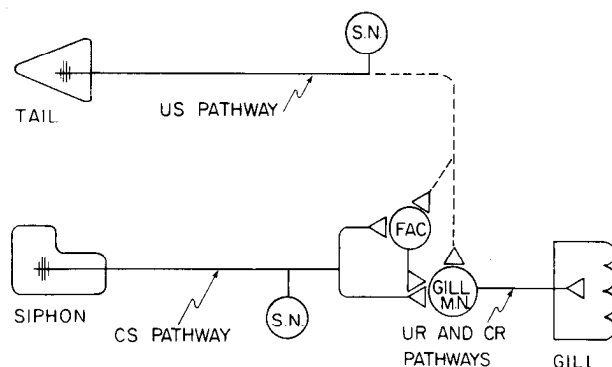 S.N.
TAIL
US PATHWAY
FAC
GILL
M.N.
SIPHON
CS PATHWAY
S.N.
UR AND CR
PATHWAYS
GILL